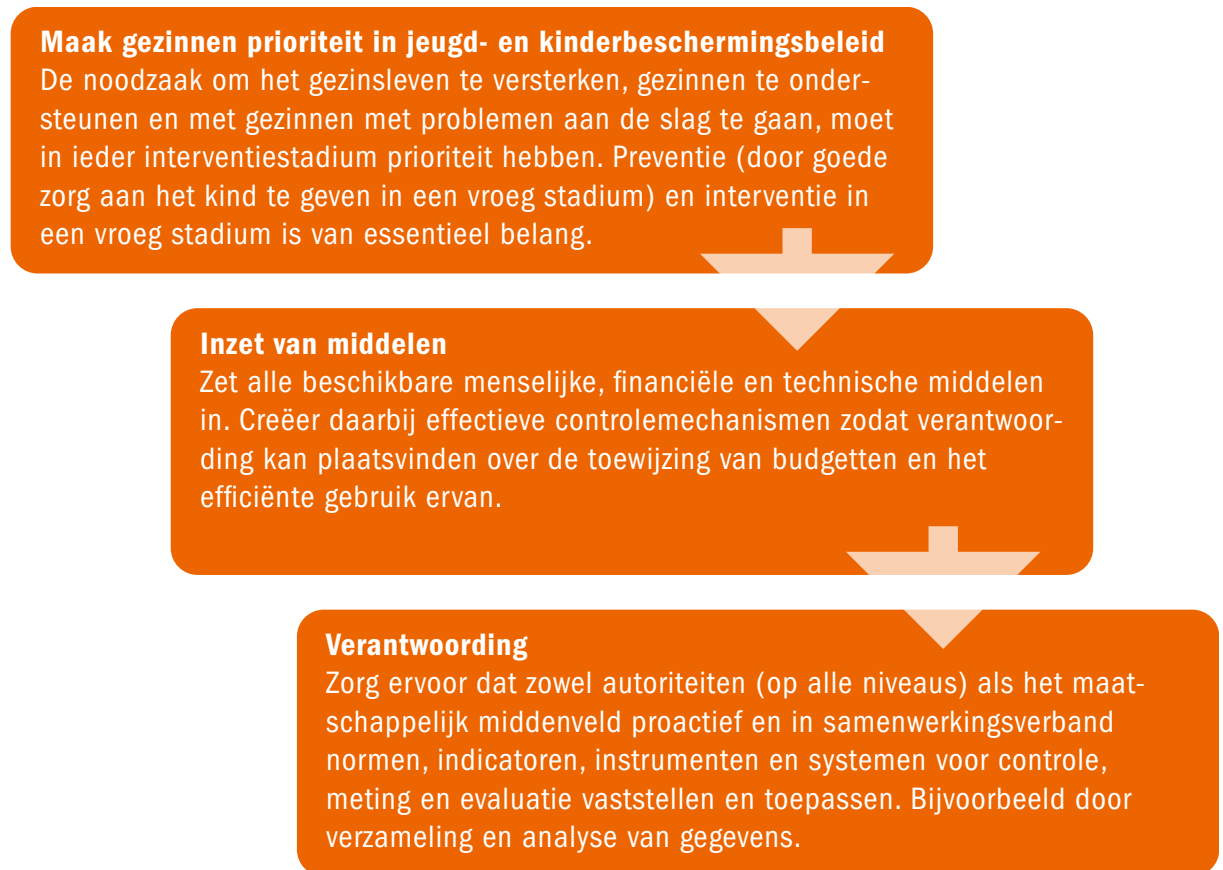 Maak gezinnen prioriteit in jeugd- en kinderbeschermingsbeleid
De noodzaak om het gezinsleven te versterken, gezinnen te onder-
steunen en met gezinnen met problemen aan de slag te gaan, moet
in ieder interventiestadium prioriteit hebben. Preventie (door goede
zorg aan het kind te geven in een vroeg stadium) en interventie in
een vroeg stadium is van essentieel belang.
Inzet van middelen
Zet alle beschikbare menselijke, financiële en technische middelen
in. Creëer daarbij effectieve controlemechanismen zodat verantwoor-
ding kan plaatsvinden over de toewijzing van budgetten en het
efficiënte gebruik ervan.
Verantwoording
Zorg ervoor dat zowel autoriteiten (op alle niveaus) als het maat-
schappelijk middenveld proactief en in samenwerkingsverband
normen, indicatoren, instrumenten en systemen voor controle,
meting en evaluatie vaststellen en toepassen. Bijvoorbeeld door
verzameling en analyse van gegevens.